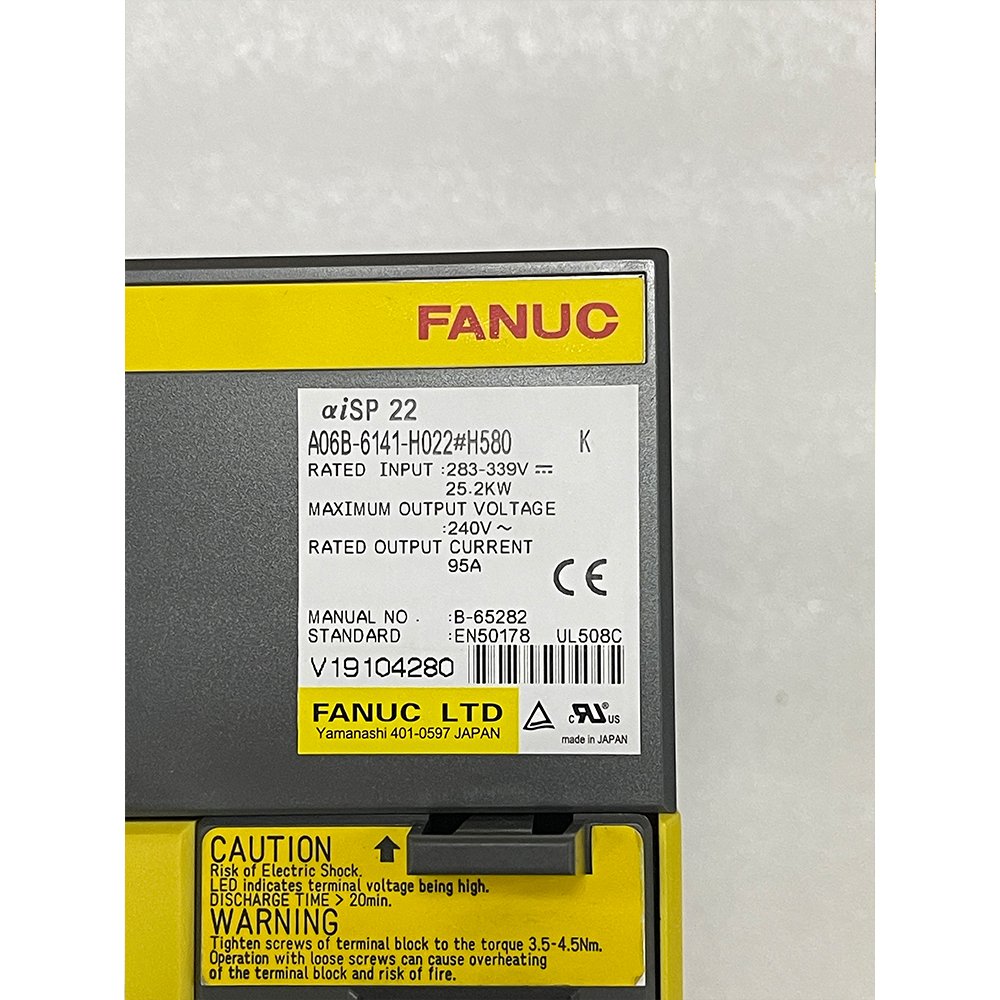 FANUC
αiSP 22
A06B-6141-H022#H580 K
RATED INPUT :283-339V ⎓
25.2KW
MAXIMUM OUTPUT VOLTAGE
:240V ～
RATED OUTPUT CURRENT
95A
CE
MANUAL NO. :B-65282
STANDARD :EN50178 UL508C
V19104280
FANUC LTD
Yamanashi 401-0597 JAPAN
c RU ® US
made in JAPAN
CAUTION
Risk of Electric Shock.
LED indicates terminal voltage being high.
DISCHARGE TIME > 20min.
WARNING
Tighten screws of terminal block to the torque 3.5-4.5Nm.
Operation with loose screws can cause overheating
of the terminal block and risk of fire.